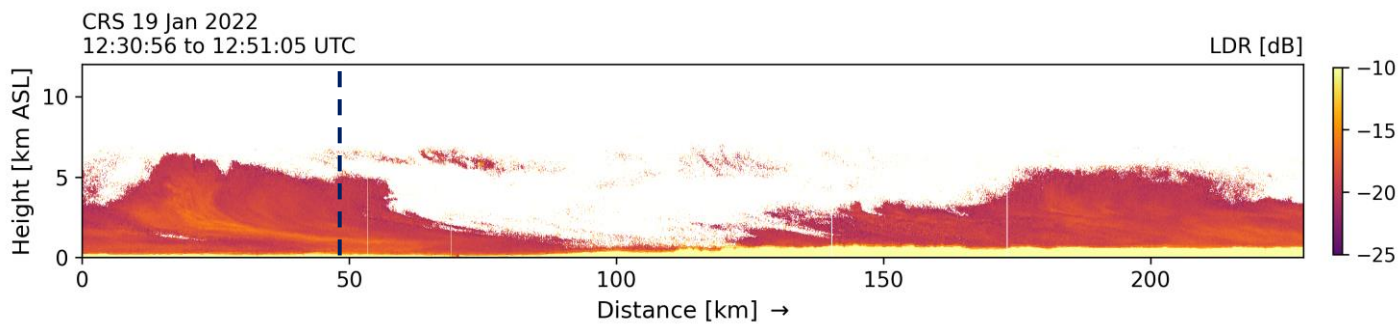 CRS 19 Jan 2022
12:30:56 to 12:51:05 UTC
LDR [dB]
Height [km ASL]
10
5
0
0
50
100
150
200
Distance [km] →
−10
−15
−20
−25